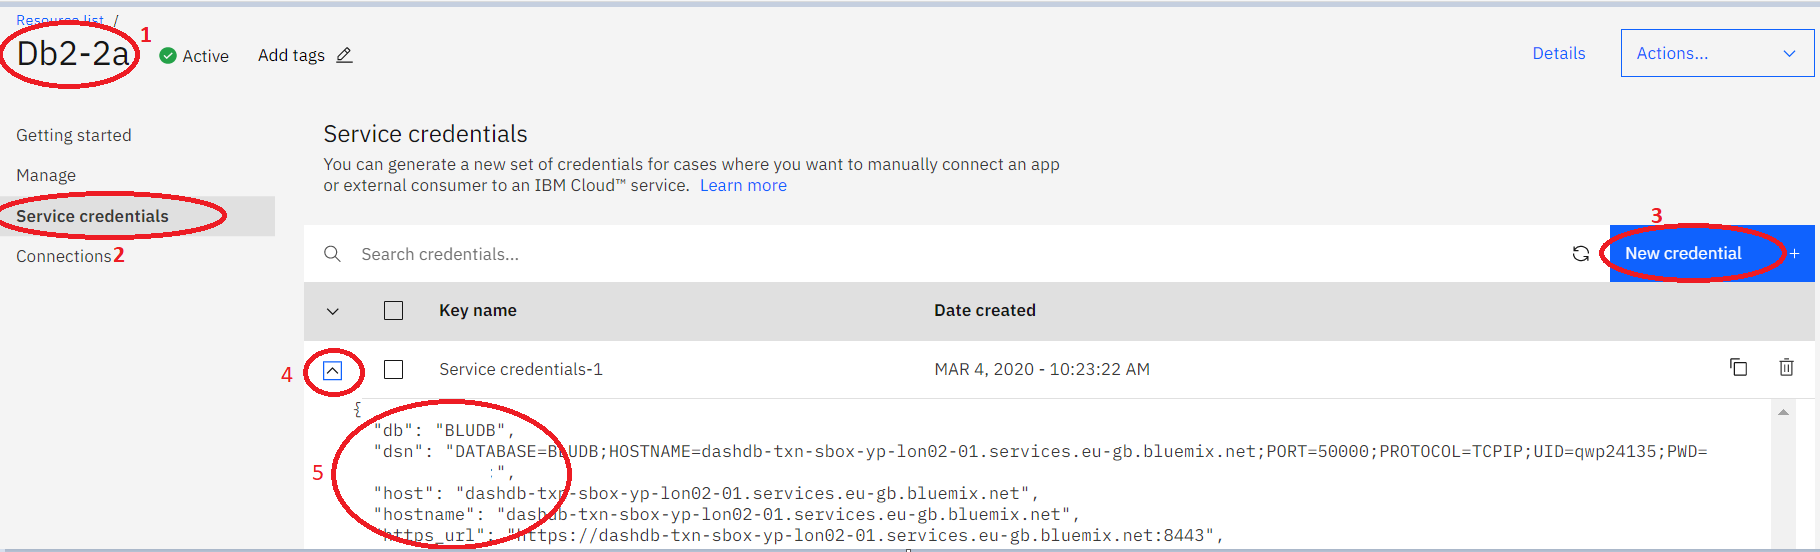 Resource list /
Db2-2a 1 Active Add tags Details Actions...
Getting started
Manage
Service credentials
Connections 2
Service credentials
You can generate a new set of credentials for cases where you want to manually connect an app
or external consumer to an IBM Cloud™ service. Learn more
3
Search credentials... New credential +
Key name Date created
4 Service credentials-1 MAR 4, 2020 - 10:23:22 AM
{
"db": "BLUDB",
"dsn": "DATABASE=BLUDB;HOSTNAME=dashdb-txn-sbox-yp-lon02-01.services.eu-gb.bluemix.net;PORT=50000;PROTOCOL=TCPIP;UID=qwp24135;PWD=
5 ",
"host": "dashdb-txn-sbox-yp-lon02-01.services.eu-gb.bluemix.net",
"hostname": "dashdb-txn-sbox-yp-lon02-01.services.eu-gb.bluemix.net",
"https_url": "https://dashdb-txn-sbox-yp-lon02-01.services.eu-gb.bluemix.net:8443",